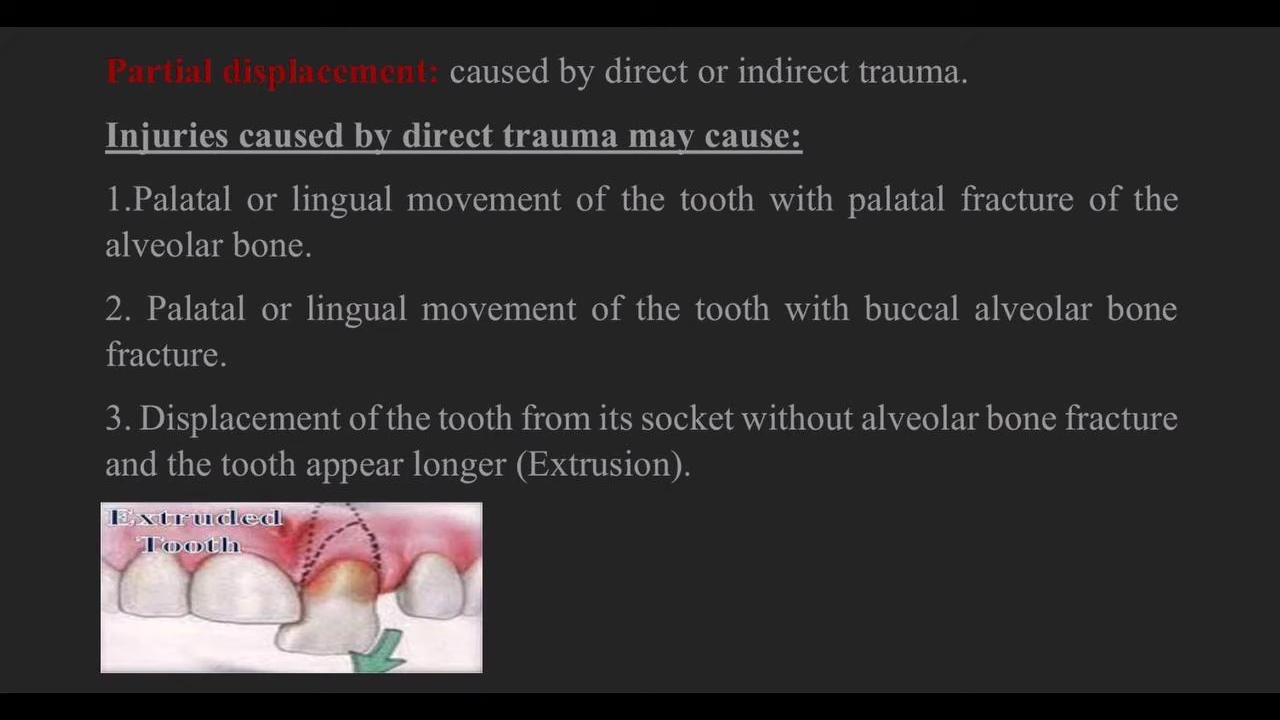 Partial displacement: caused by direct or indirect trauma.
Injuries caused by direct trauma may cause:
1.Palatal or lingual movement of the tooth with palatal fracture of the
alveolar bone.
2. Palatal or lingual movement of the tooth with buccal alveolar bone
fracture.
3. Displacement of the tooth from its socket without alveolar bone fracture
and the tooth appear longer (Extrusion).
Extruded
Tooth